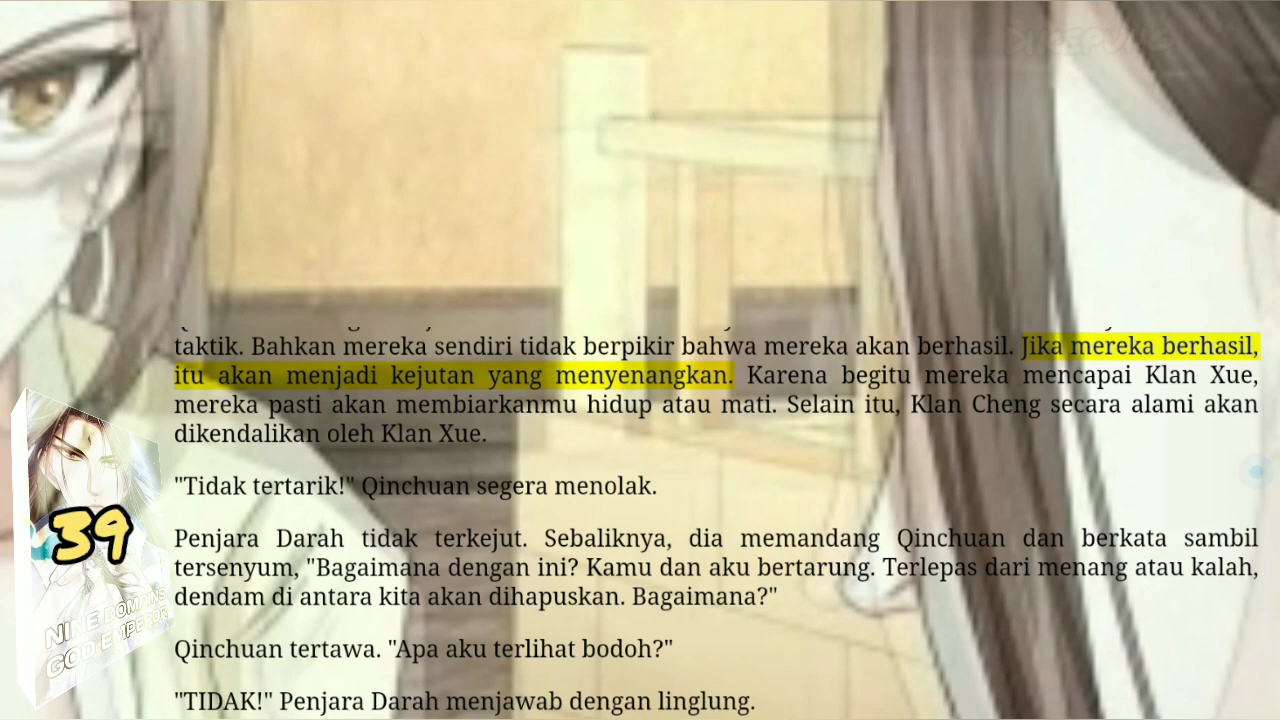 taktik. Bahkan mereka sendiri tidak berpikir bahwa mereka akan berhasil. Jika mereka berhasil,
itu akan menjadi kejutan yang menyenangkan. Karena begitu mereka mencapai Klan Xue,
mereka pasti akan membiarkanmu hidup atau mati. Selain itu, Klan Cheng secara alami akan
dikendalikan oleh Klan Xue.
"Tidak tertarik!" Qinchuan segera menolak.
Penjara Darah tidak terkejut. Sebaliknya, dia memandang Qinchuan dan berkata sambil
tersenyum, "Bagaimana dengan ini? Kamu dan aku bertarung. Terlepas dari menang atau kalah,
dendam di antara kita akan dihapuskan. Bagaimana?"
Qinchuan tertawa. "Apa aku terlihat bodoh?"
"TIDAK!" Penjara Darah menjawab dengan linglung.
39
NINE DOMAINS
GOD EMPEROR